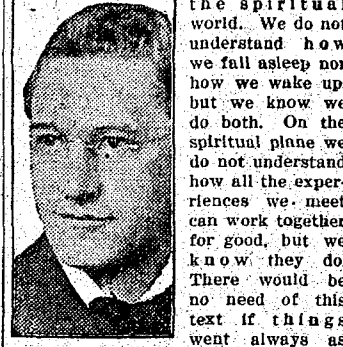 the spiritual
world. We do not
understand how
we fall asleep nor
how we wake up
but we know we
do both. On the
spiritual plane we
do not understand
how all the exper-
riences we meet
can work together
for good, but we
know they do
There would be
no need of this
text if things
went always as